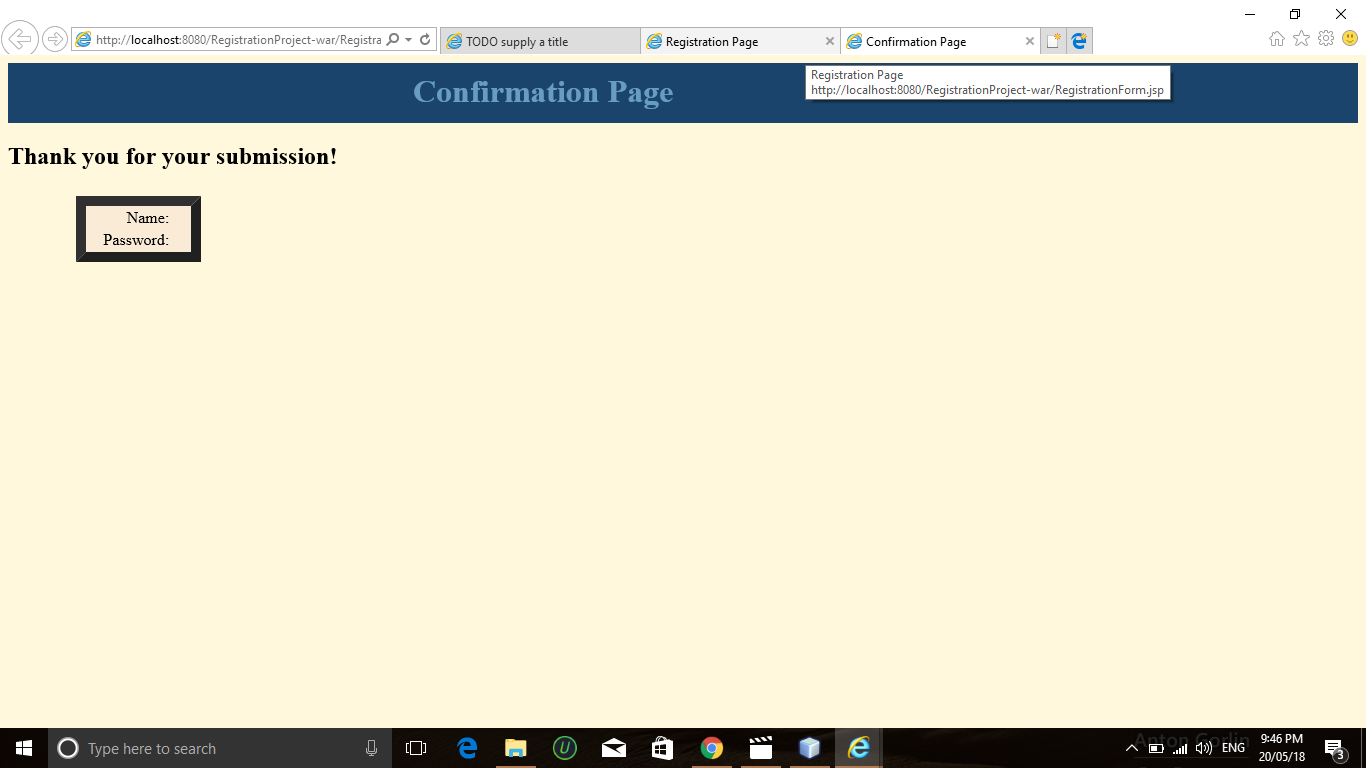 http://localhost:8080/RegistrationProject-war/Registra
TODO supply a title
Registration Page
Confirmation Page
Registration Page
http://localhost:8080/RegistrationProject-war/RegistrationForm.jsp
Confirmation Page
Thank you for your submission!
Name:
Password:
Type here to search
U
ENG
Anton Gorlin
9:46 PM
20/05/18
3